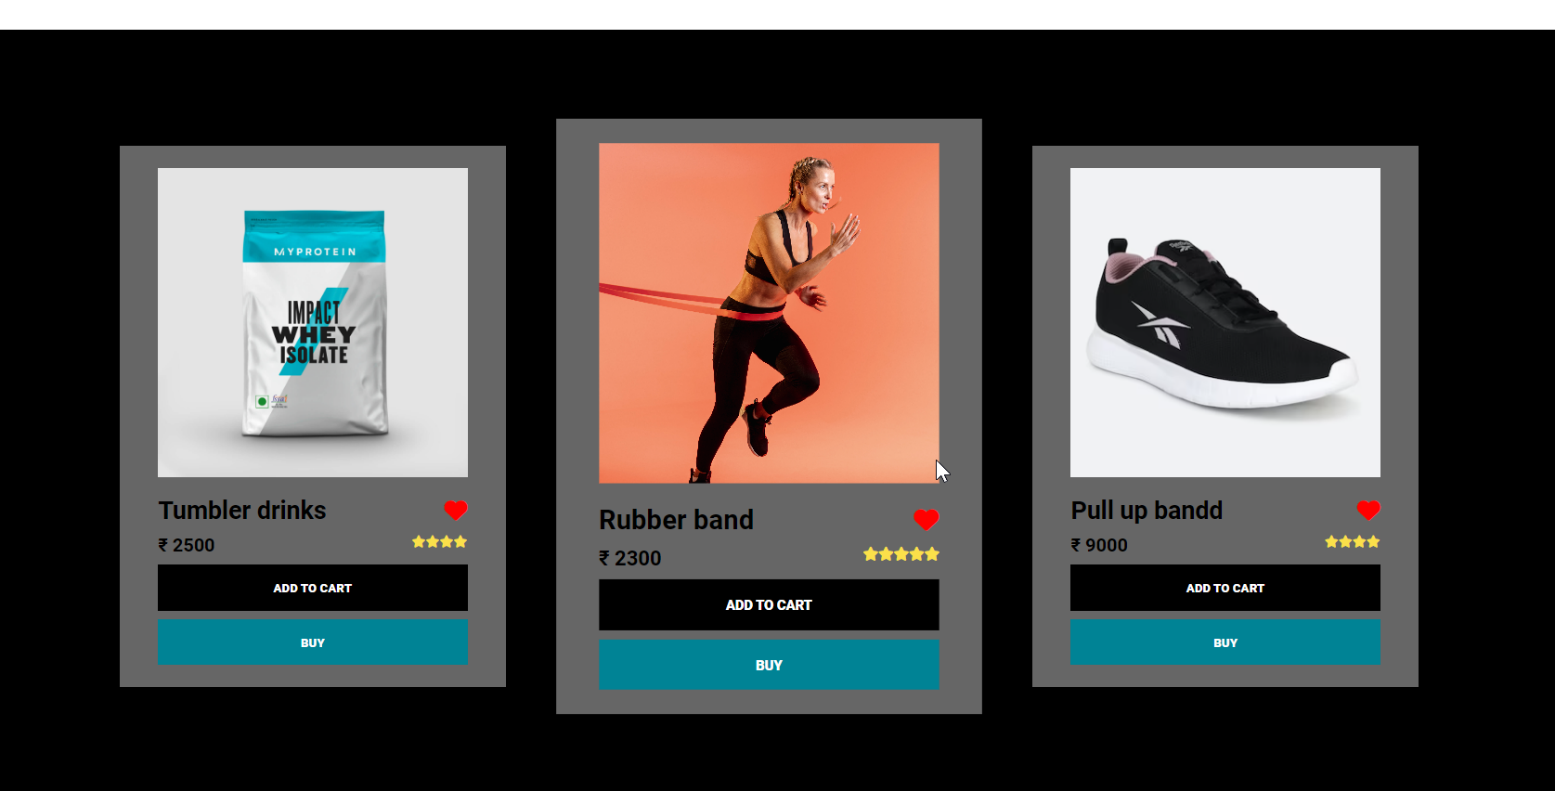 MYPROTEIN
IMPACT
WHEY
ISOLATE
Tumbler drinks
₹ 2500
ADD TO CART
BUY
Rubber band
₹ 2300
ADD TO CART
BUY
Pull up bandd
₹ 9000
ADD TO CART
BUY